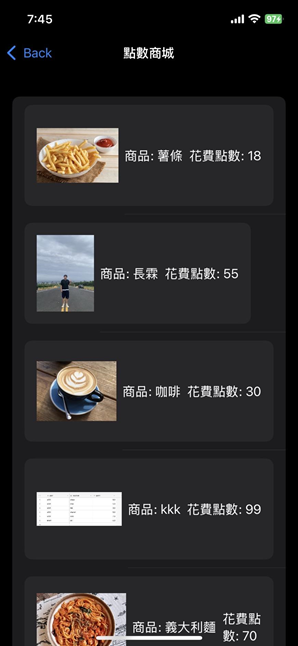 7:45
97
Back
點數商城
商品: 薯條 花費點數: 18
商品: 長霖 花費點數: 55
商品: 咖啡 花費點數: 30
商品: kkk 花費點數: 99
商品: 義大利麵 花費點
數: 70